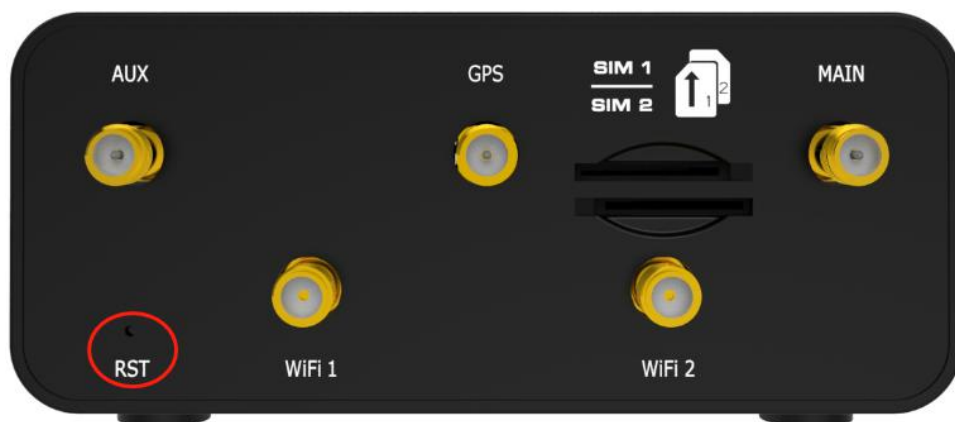 AUX
GPS
SIM 1
SIM 2
1
2
MAIN
RST
WiFi 1
WiFi 2